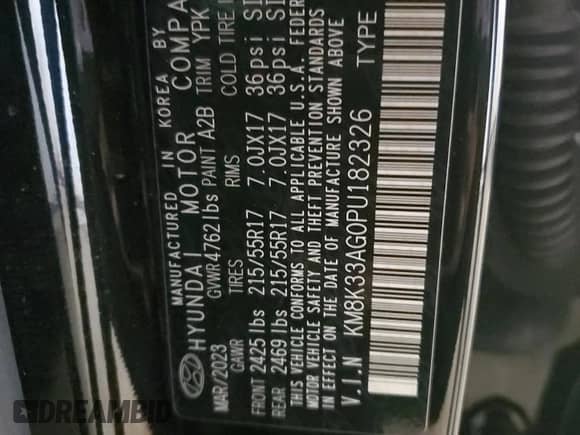 MANUFACTURED IN KOREA BY
HYUNDAI MOTOR COMPA
MAR/2023 GVWR 4762 lbs PAINT A2B TRIM YPK
GAWR TIRES RIMS COLD TIRE
FRONT 2425 lbs 215/55R17 7.0JX17 36psi SI
REAR 2469 lbs 215/55R17 7.0JX17 36psi SI
THIS VEHICLE CONFORMS TO ALL APPLICABLE U.S.A. FEDER
MOTOR VEHICLE SAFETY AND THEFT PREVENTION STANDARDS
IN EFFECT ON THE DATE OF MANUFACTURE SHOWN ABOVE
V.I.N KM8K33AG0PU182326 TYPE
DREAMBID